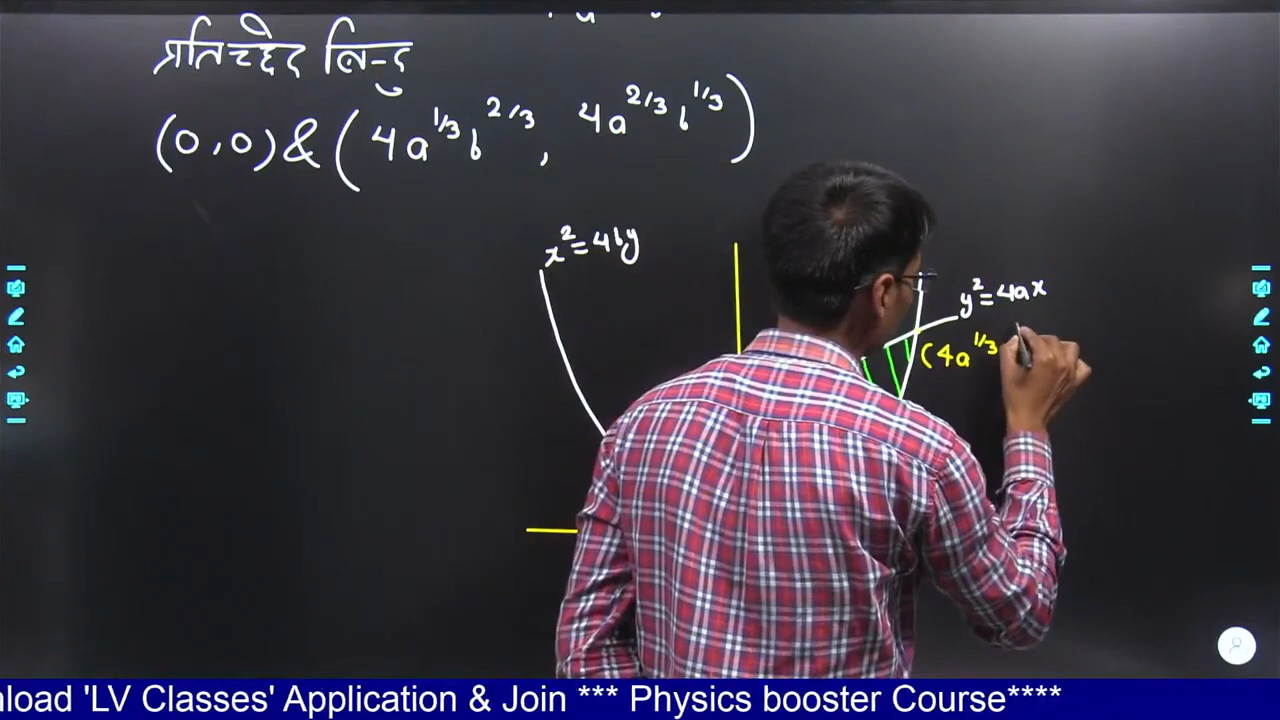 प्रतिच्छेद बिन्दु
(0,0) & (4a^{1/3} b^{2/3}, 4a^{2/3} b^{1/3})
x² = 4by
y² = 4ax
(4a^{1/3}
nload 'LV Classes' Application & Join *** Physics booster Course****